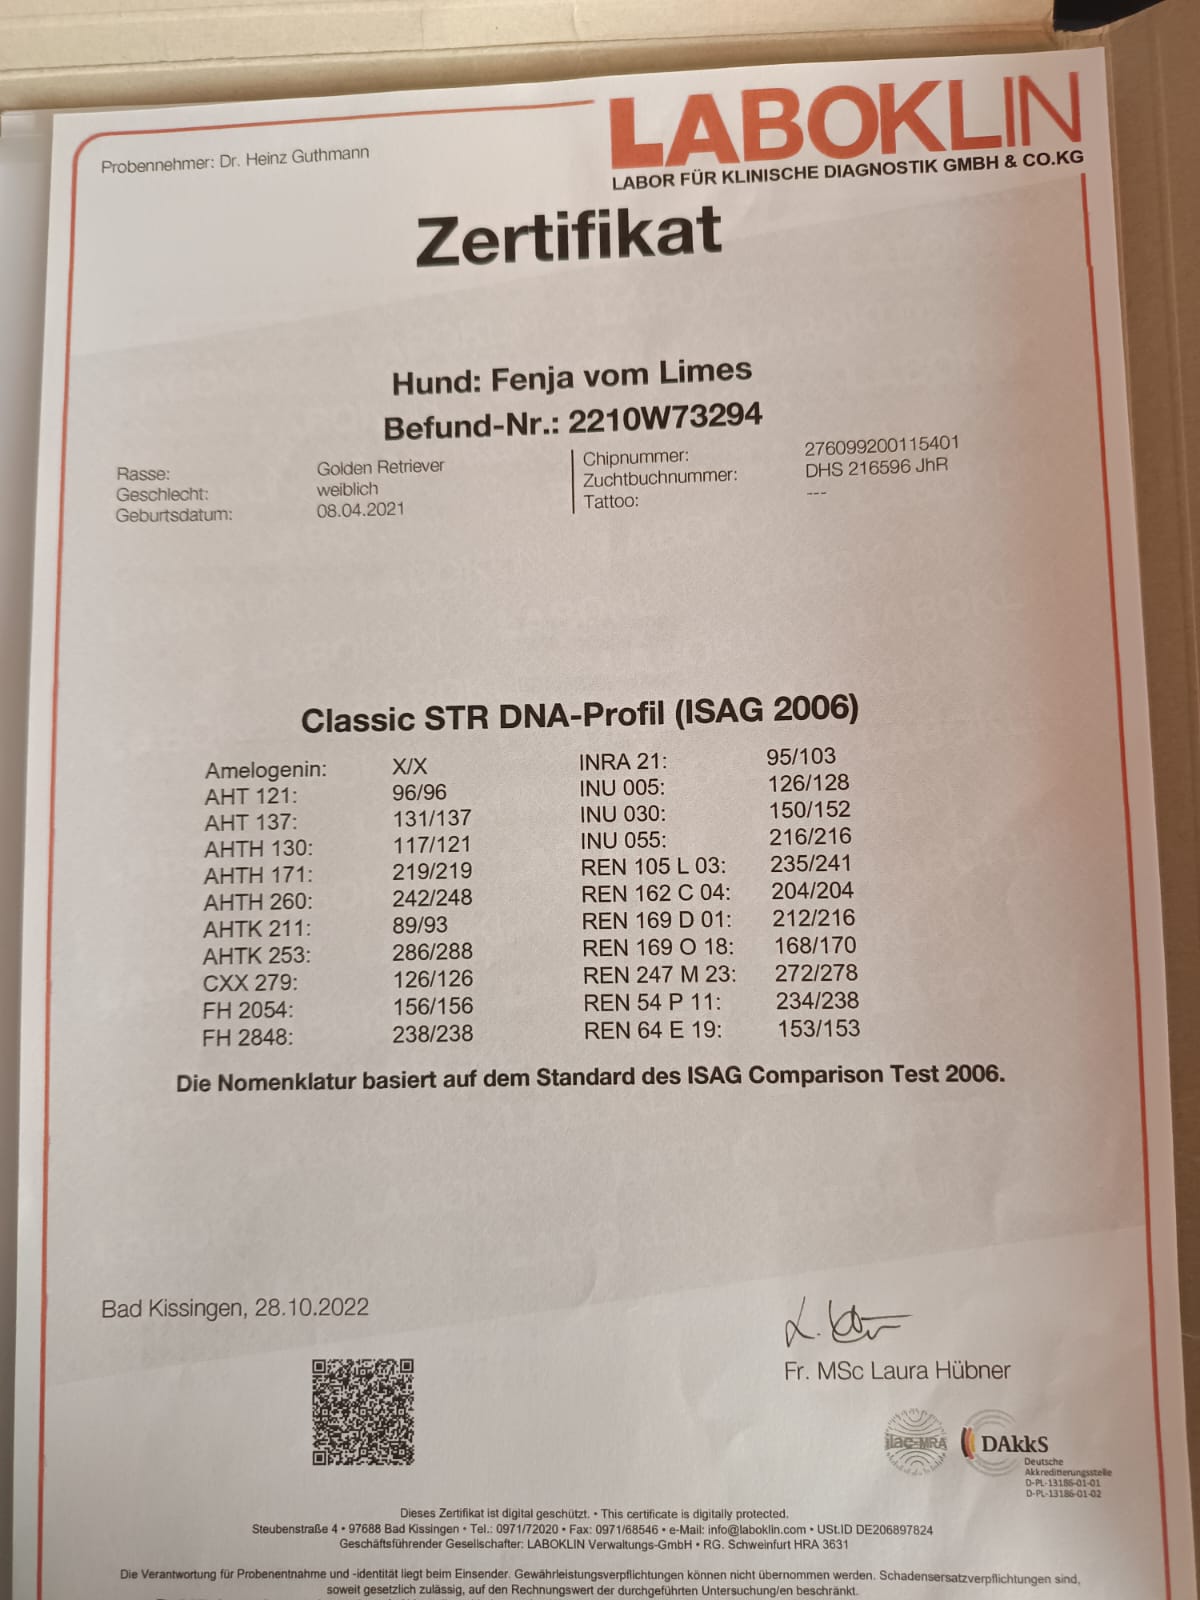 Probennehmer: Dr. Heinz Guthmann
LABOKLIN
LABOR FÜR KLINISCHE DIAGNOSTIK GMBH & CO.KG
Zertifikat
Hund: Fenja vom Limes
Befund-Nr.: 2210W73294
Rasse: Golden Retriever
Geschlecht: weiblich
Geburtsdatum: 08.04.2021
Chipnummer: 276099200115401
Zuchtbuchnummer: DHS 216596 JhR
Tattoo: ---
Classic STR DNA-Profil (ISAG 2006)
Amelogenin: X/X
AHT 121: 96/96
AHT 137: 131/137
AHTH 130: 117/121
AHTH 171: 219/219
AHTH 260: 242/248
AHTK 211: 89/93
AHTK 253: 286/288
CXX 279: 126/126
FH 2054: 156/156
FH 2848: 238/238
INRA 21: 95/103
INU 005: 126/128
INU 030: 150/152
INU 055: 216/216
REN 105 L 03: 235/241
REN 162 C 04: 204/204
REN 169 D 01: 212/216
REN 169 O 18: 168/170
REN 247 M 23: 272/278
REN 54 P 11: 234/238
REN 64 E 19: 153/153
Die Nomenklatur basiert auf dem Standard des ISAG Comparison Test 2006.
Bad Kissingen, 28.10.2022
Fr. MSc Laura Hübner
ilac-MRA
DAkkS
Deutsche
Akkreditierungsstelle
D-PL-13186-01-01
D-PL-13186-01-02
Dieses Zertifikat ist digital geschützt. • This certificate is digitally protected.
Steubenstraße 4 • 97688 Bad Kissingen • Tel.: 0971/72020 • Fax: 0971/68546 • e-Mail: info@laboklin.com • USt.ID DE206897824
Geschäftsführender Gesellschafter: LABOKLIN Verwaltungs-GmbH • RG. Schweinfurt HRA 3631
Die Verantwortung für Probenentnahme und -identität liegt beim Einsender. Gewährleistungsverpflichtungen können nicht übernommen werden. Schadensersatzverpflichtungen sind,
soweit gesetzlich zulässig, auf den Rechnungswert der durchgeführten Untersuchung/en beschränkt.